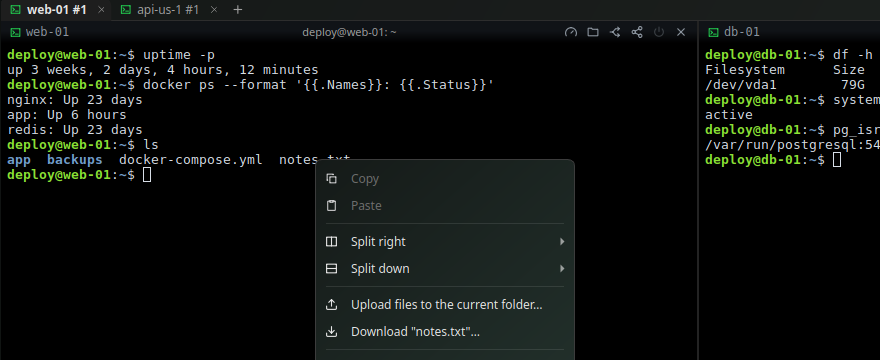 web-01 #1
api-us-1 #1
web-01
deploy@web-01: ~
deploy@web-01:~$ uptime -p
up 3 weeks, 2 days, 4 hours, 12 minutes
deploy@web-01:~$ docker ps --format '{{.Names}}: {{.Status}}'
nginx: Up 23 days
app: Up 6 hours
redis: Up 23 days
deploy@web-01:~$ ls
app backups docker-compose.yml notes.txt
deploy@web-01:~$
Copy
Paste
Split right
Split down
Upload files to the current folder...
Download "notes.txt"...
db-01
deploy@db-01:~$ df -h
Filesystem Size
/dev/vda1 79G
deploy@db-01:~$ system
active
deploy@db-01:~$ pg_isr
/var/run/postgresql:54
deploy@db-01:~$